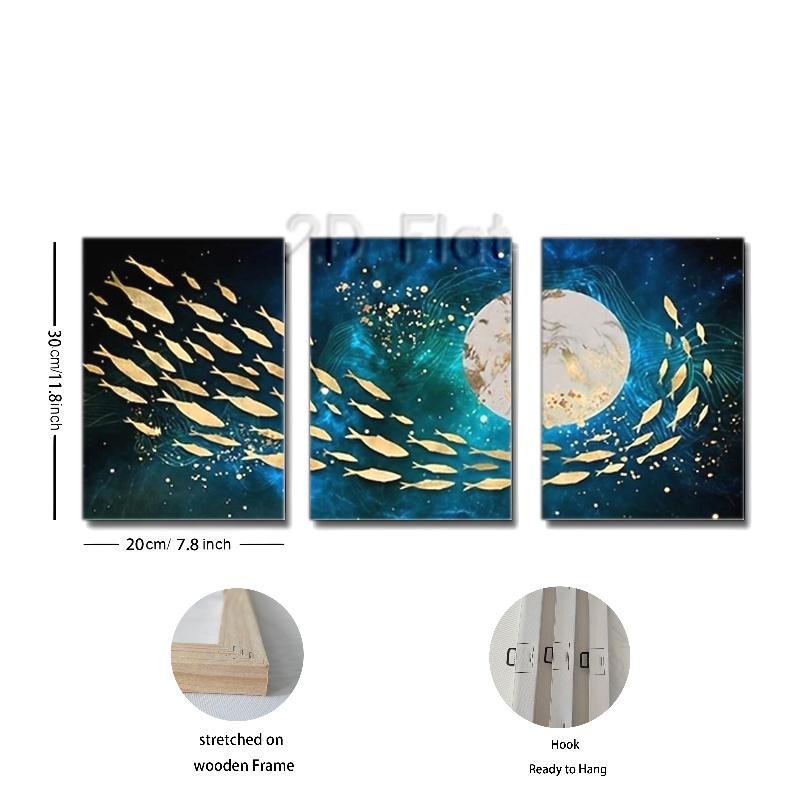 2D Flat
30cm/11.8inch
20cm/ 7.8 inch
stretched on
wooden Frame
Hook
Ready to Hang